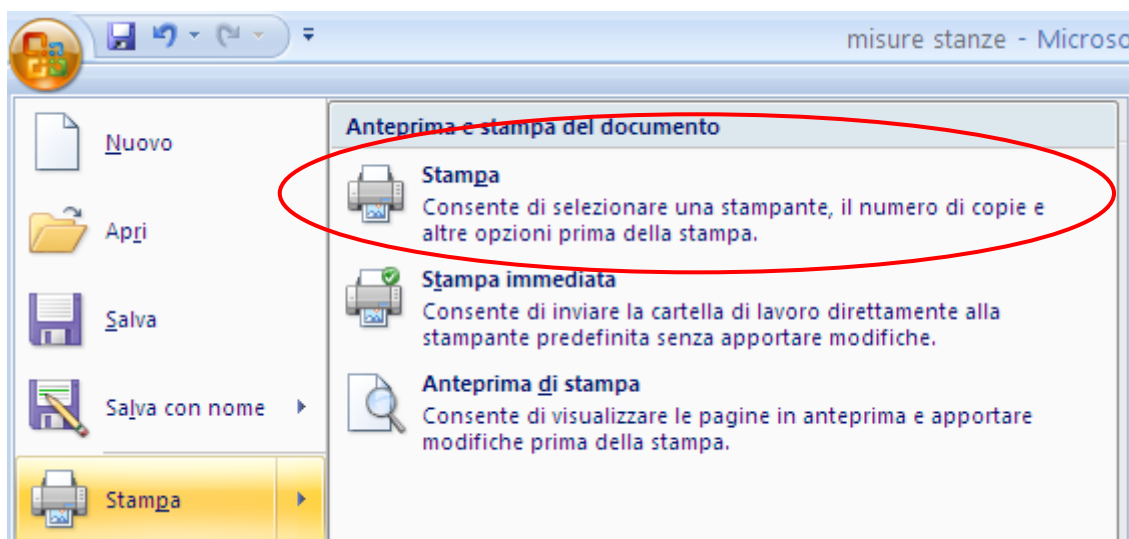 misure stanze - Microso
Nuovo
Apri
Salva
Salva con nome
Stampa
Anteprima e stampa del documento
Stampa
Consente di selezionare una stampante, il numero di copie e
altre opzioni prima della stampa.
Stampa immediata
Consente di inviare la cartella di lavoro direttamente alla
stampante predefinita senza apportare modifiche.
Anteprima di stampa
Consente di visualizzare le pagine in anteprima e apportare
modifiche prima della stampa.